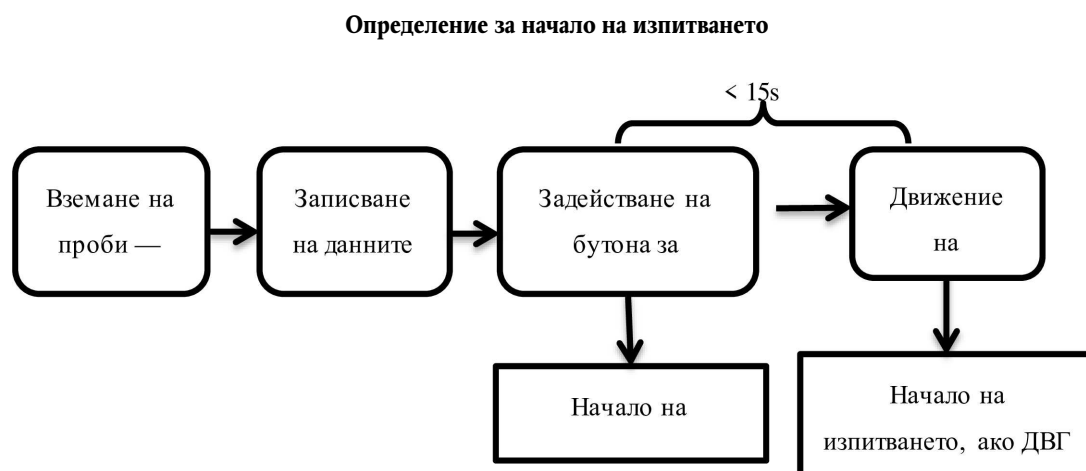 Определение за начало на изпитването
< 15s
Вземане на
проби —
Записване
на данните
Задействане на
бутона за
Движение
на
Начало на
Начало на
изпитването, ако ДВГ